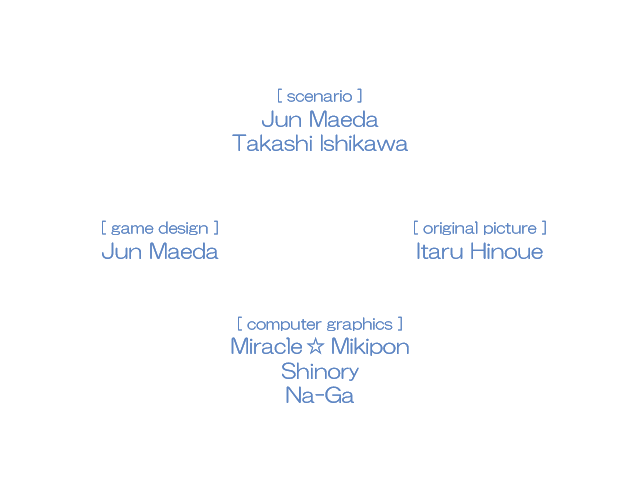 [ scenario ]
Jun Maeda
Takashi Ishikawa
[ game design ]
Jun Maeda
[ original picture ]
Itaru Hinoue
[ computer graphics ]
Miracle ☆ Mikipon
Shinory
Na-Ga